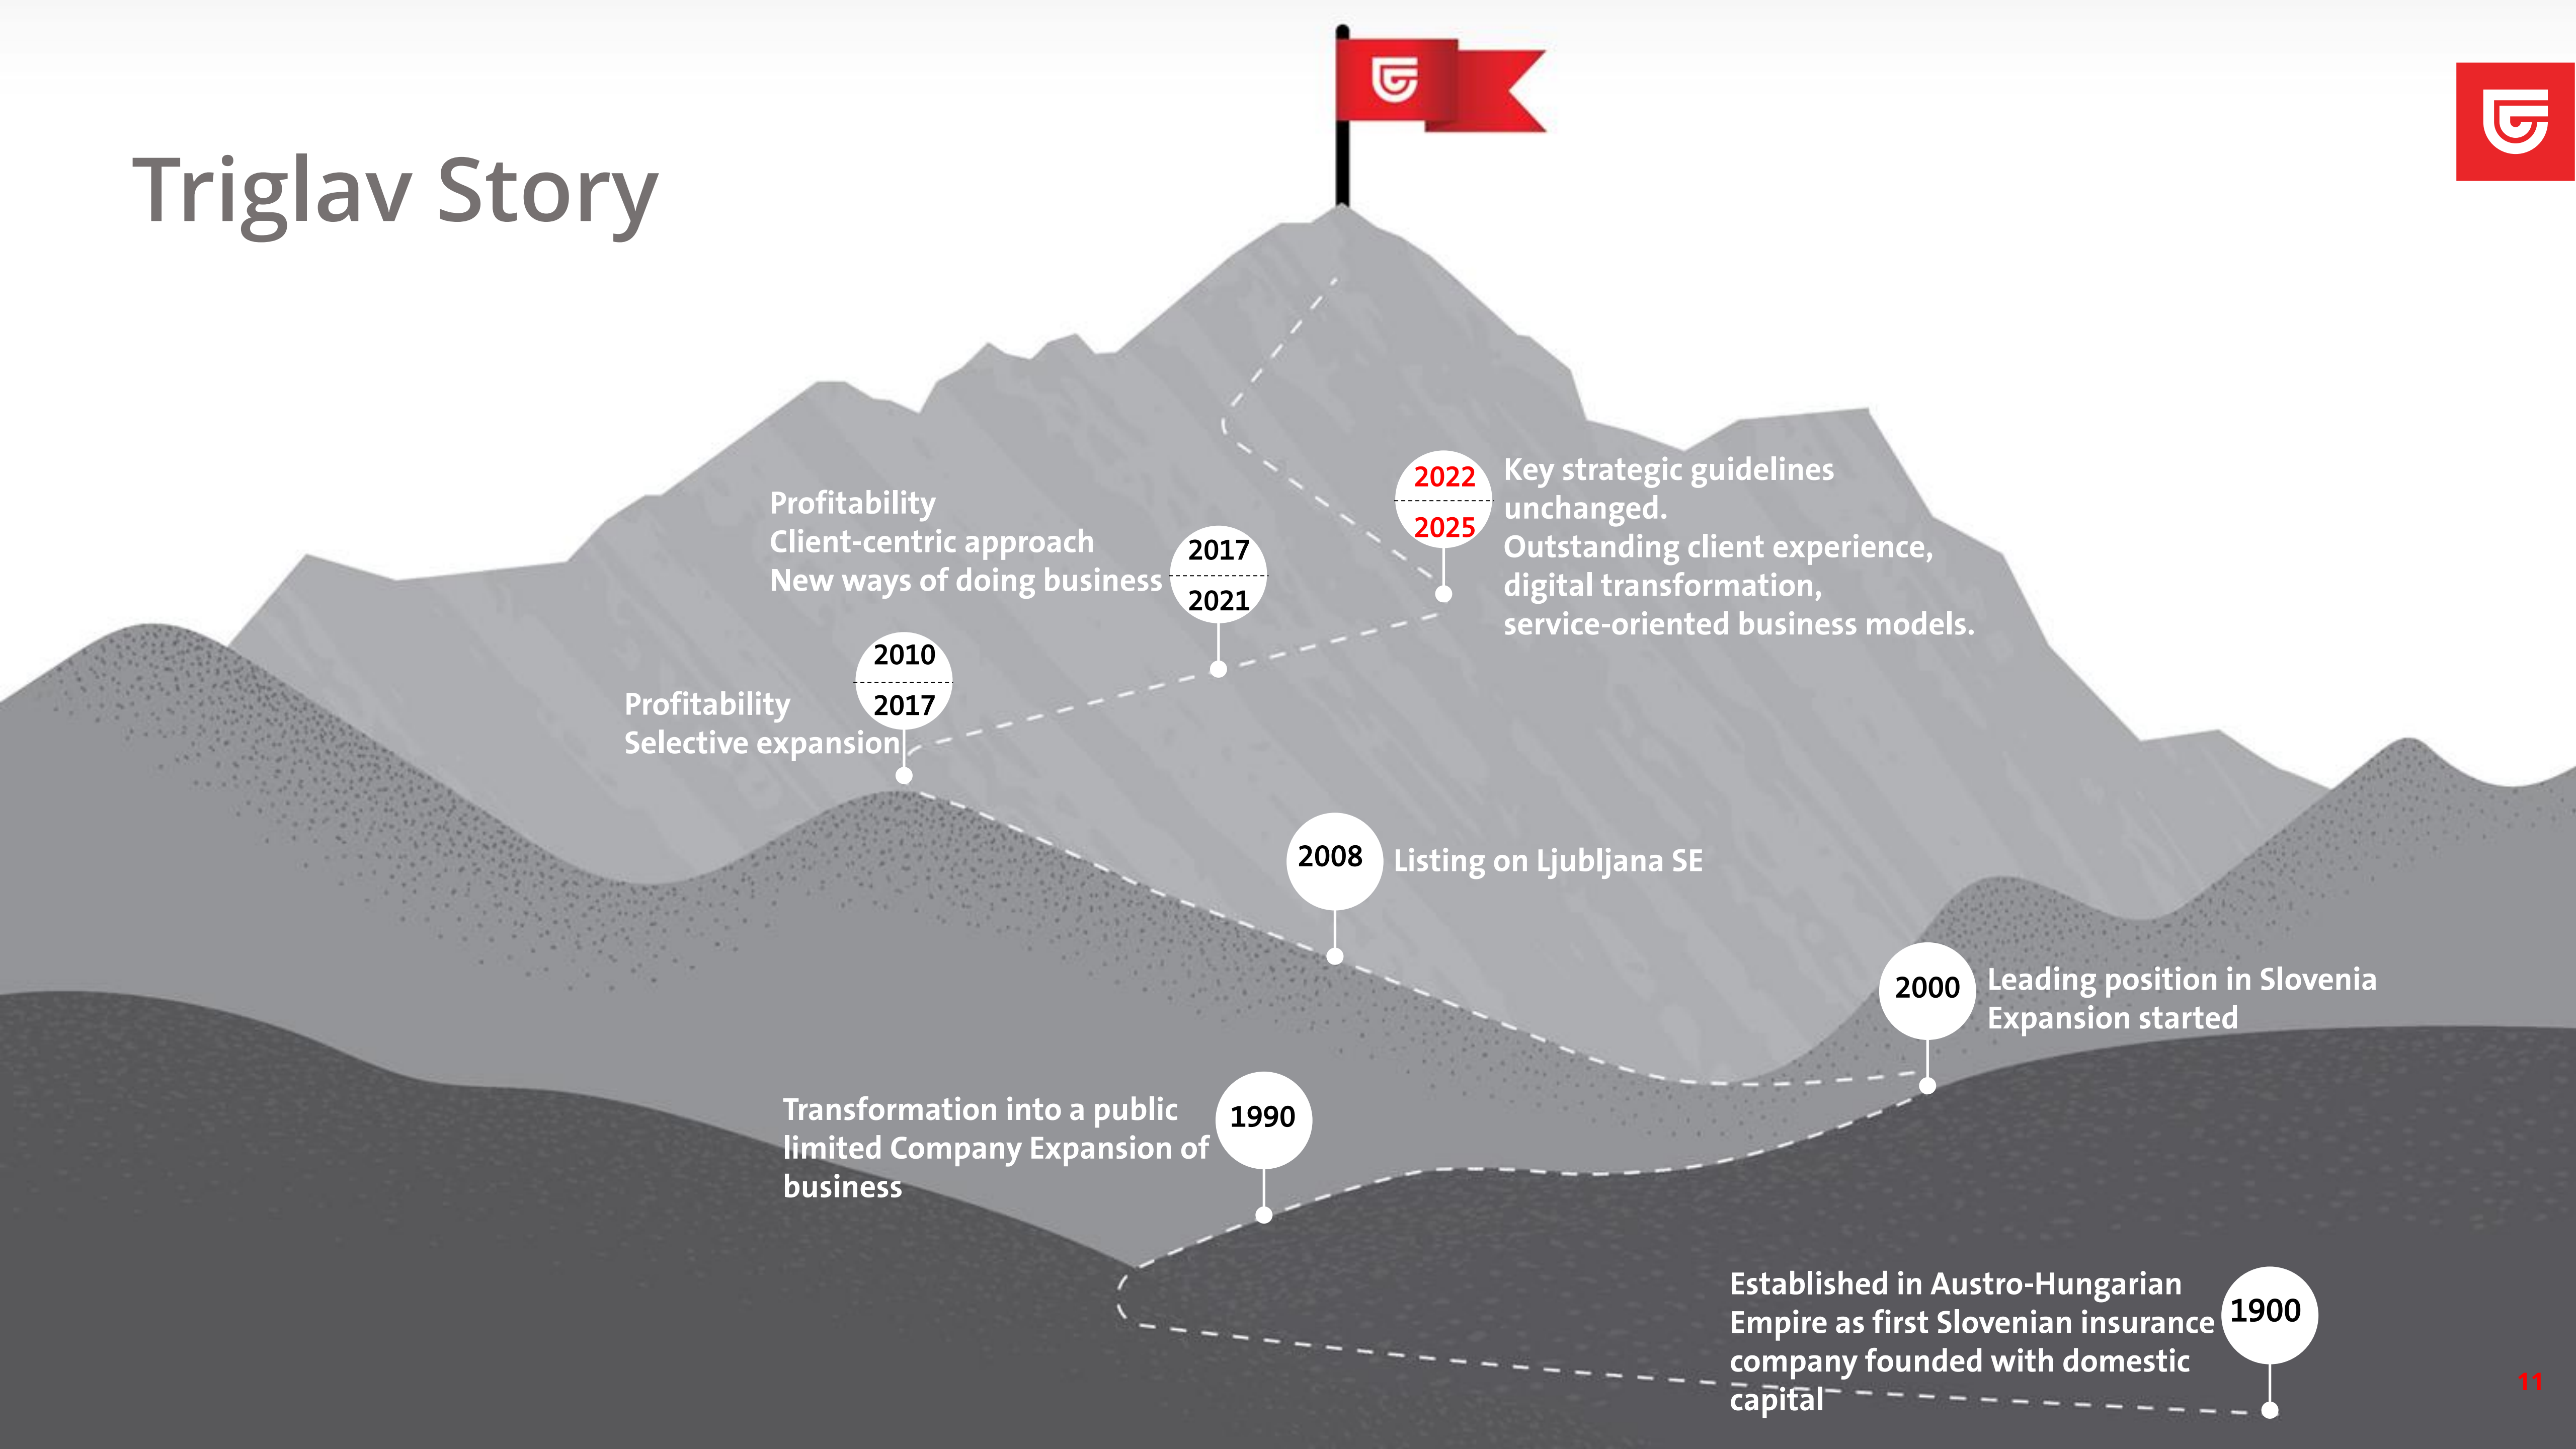 Triglav Story
2022
2025
Key strategic guidelines
unchanged.
Outstanding client experience,
digital transformation,
service-oriented business models.
Profitability
Client-centric approach
New ways of doing business
2017
2021
2010
2017
Profitability
Selective expansion
2008
Listing on Ljubljana SE
2000
Leading position in Slovenia
Expansion started
Transformation into a public
limited Company Expansion of
business
1990
Established in Austro-Hungarian
Empire as first Slovenian insurance
company founded with domestic
capital
1900
11